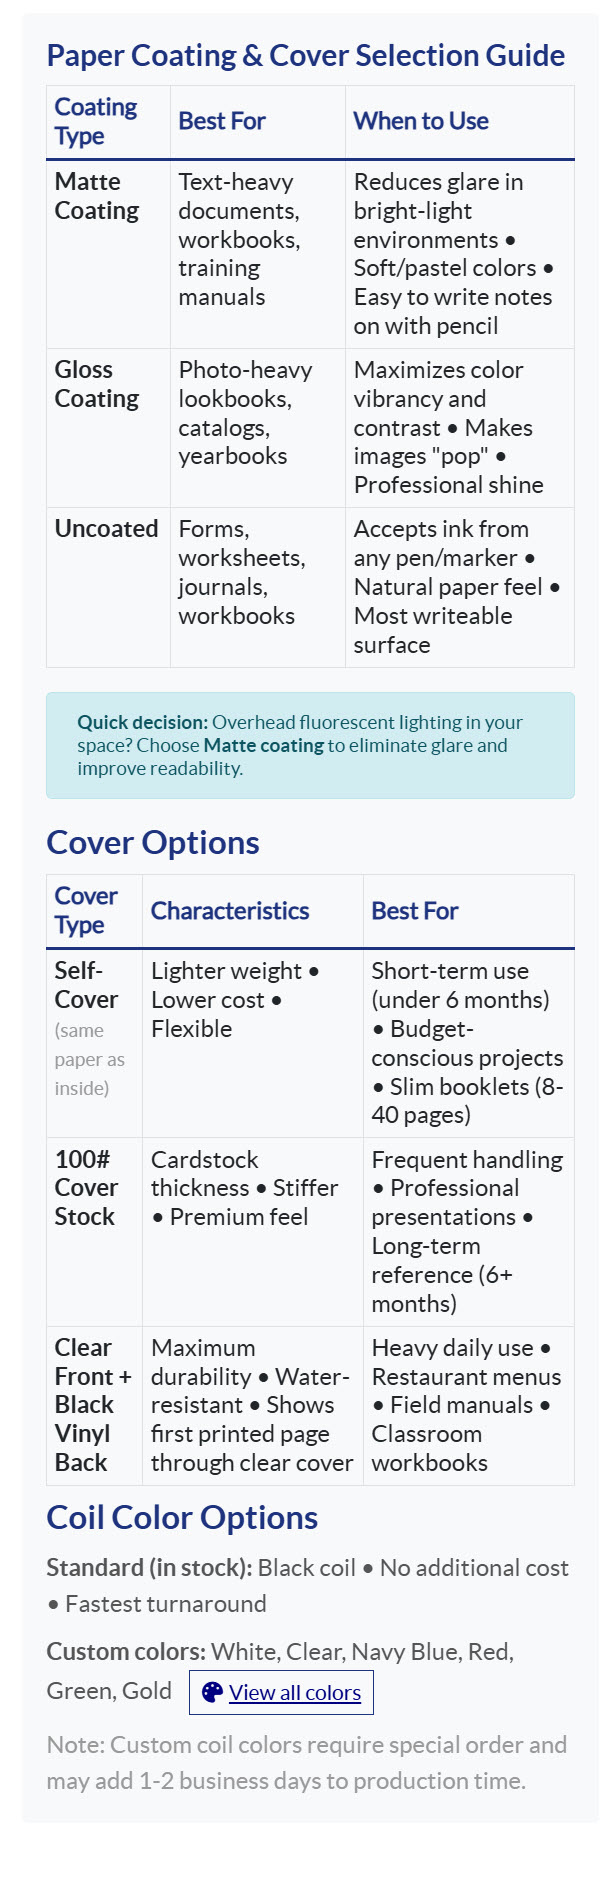 Paper Coating & Cover Selection Guide
Coating
Type
Best For
When to Use
Matte
Coating
Text-heavy
documents,
workbooks,
training
manuals
Reduces glare in
bright-light
environments •
Soft/pastel colors •
Easy to write notes
on with pencil
Gloss
Coating
Photo-heavy
lookbooks,
catalogs,
yearbooks
Maximizes color
vibrancy and
contrast • Makes
images "pop" •
Professional shine
Uncoated
Forms,
worksheets,
journals,
workbooks
Accepts ink from
any pen/marker •
Natural paper feel •
Most writeable
surface
Quick decision: Overhead fluorescent lighting in your
space? Choose Matte coating to eliminate glare and
improve readability.
Cover Options
Cover
Type
Characteristics
Best For
Self-
Cover
(same
paper as
inside)
Lighter weight •
Lower cost •
Flexible
Short-term use
(under 6 months)
• Budget-
conscious projects
• Slim booklets (8-
40 pages)
100#
Cover
Stock
Cardstock
thickness • Stiffer
• Premium feel
Frequent handling
• Professional
presentations •
Long-term
reference (6+
months)
Clear
Front +
Black
Vinyl
Back
Maximum
durability • Water-
resistant • Shows
first printed page
through clear cover
Heavy daily use •
Restaurant menus
• Field manuals •
Classroom
workbooks
Coil Color Options
Standard (in stock): Black coil • No additional cost
• Fastest turnaround
Custom colors: White, Clear, Navy Blue, Red,
Green, Gold View all colors
Note: Custom coil colors require special order and
may add 1-2 business days to production time.